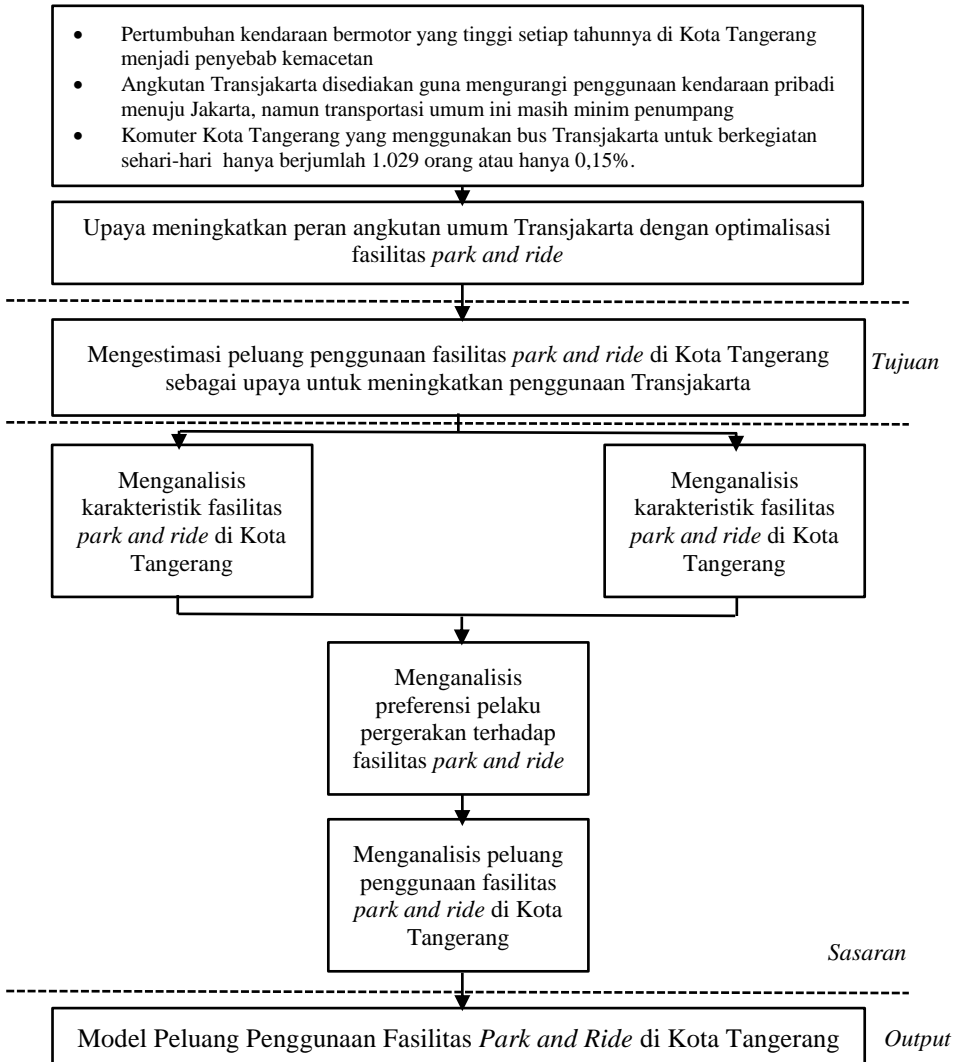 • Pertumbuhan kendaraan bermotor yang tinggi setiap tahunnya di Kota Tangerang
menjadi penyebab kemacetan
• Angkutan Transjakarta disediakan guna mengurangi penggunaan kendaraan pribadi
menuju Jakarta, namun transportasi umum ini masih minim penumpang
• Komuter Kota Tangerang yang menggunakan bus Transjakarta untuk berkegiatan
sehari-hari hanya berjumlah 1.029 orang atau hanya 0,15%.
Upaya meningkatkan peran angkutan umum Transjakarta dengan optimalisasi
fasilitas park and ride
Mengestimasi peluang penggunaan fasilitas park and ride di Kota Tangerang
sebagai upaya untuk meningkatkan penggunaan Transjakarta
Tujuan
Menganalisis
karakteristik fasilitas
park and ride di Kota
Tangerang
Menganalisis
karakteristik fasilitas
park and ride di Kota
Tangerang
Menganalisis
preferensi pelaku
pergerakan terhadap
fasilitas park and ride
Menganalisis peluang
penggunaan fasilitas
park and ride di Kota
Tangerang
Sasaran
Model Peluang Penggunaan Fasilitas Park and Ride di Kota Tangerang
Output